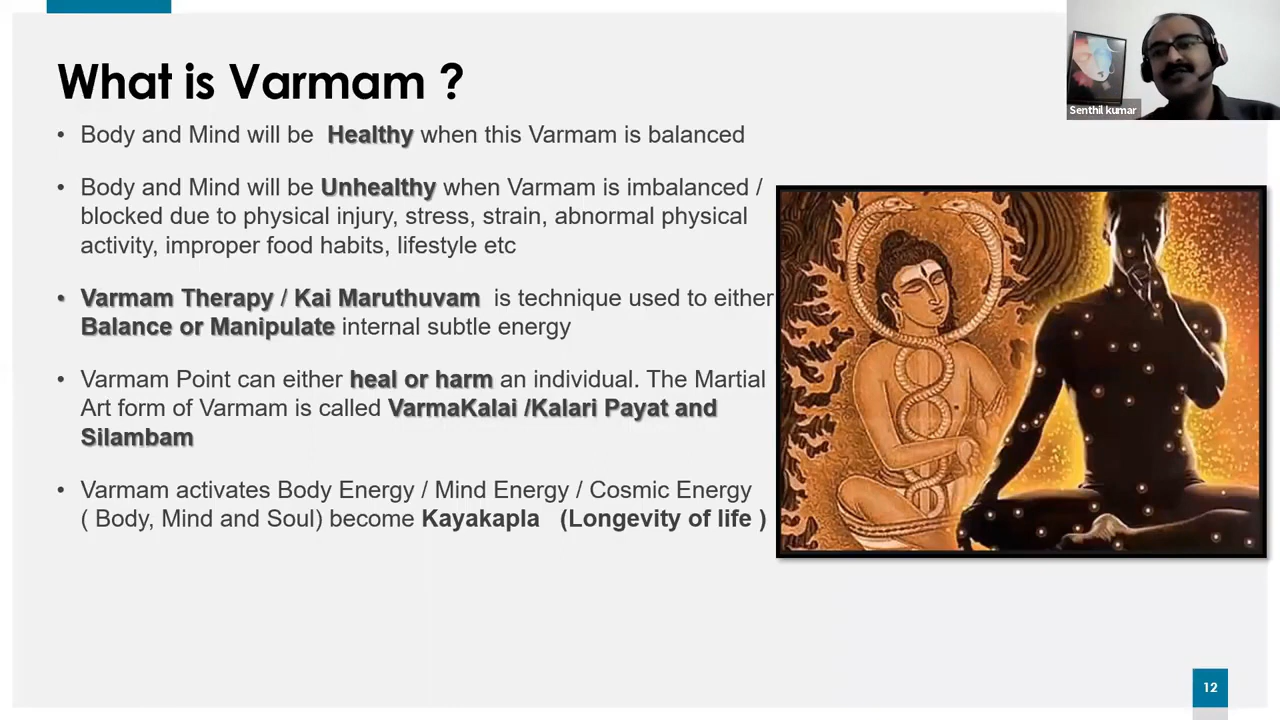 What is Varmam ?
• Body and Mind will be Healthy when this Varmam is balanced
• Body and Mind will be Unhealthy when Varmam is imbalanced /
blocked due to physical injury, stress, strain, abnormal physical
activity, improper food habits, lifestyle etc
• Varmam Therapy / Kai Maruthuvam is technique used to either
Balance or Manipulate internal subtle energy
• Varmam Point can either heal or harm an individual. The Martial
Art form of Varmam is called VarmaKalai /Kalari Payat and
Silambam
• Varmam activates Body Energy / Mind Energy / Cosmic Energy
( Body, Mind and Soul) become Kayakapla (Longevity of life )
Senthil kumar
12